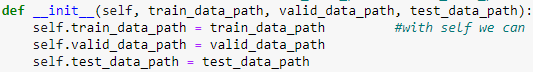 def __init__(self, train_data_path, valid_data_path, test_data_path):
    self.train_data_path = train_data_path         #with self we can
    self.valid_data_path = valid_data_path
    self.test_data_path = test_data_path